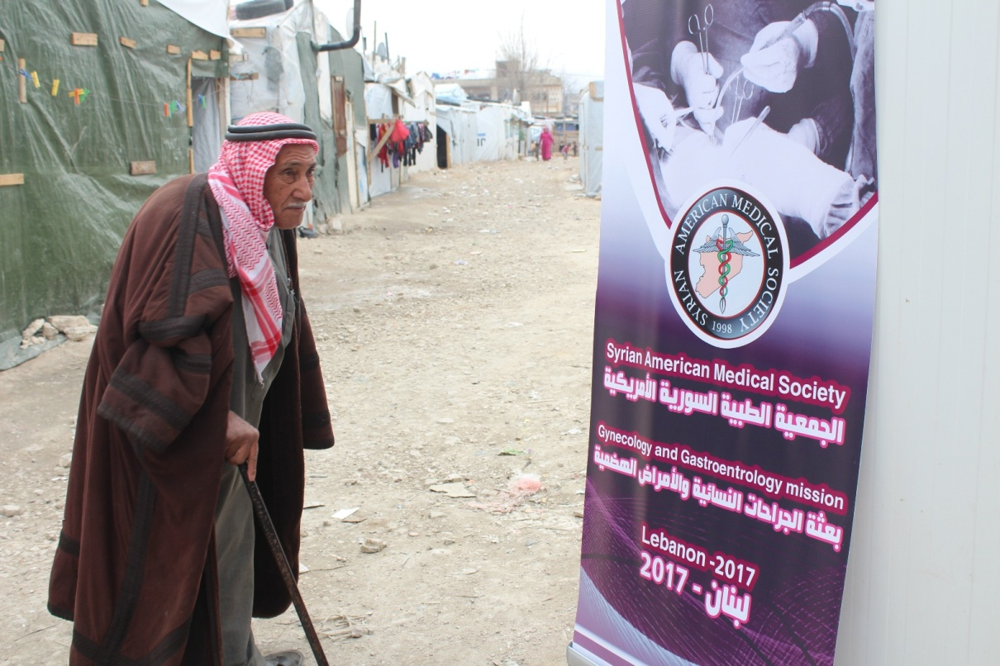 SYRIAN AMERICAN MEDICAL SOCIETY
1998
Syrian American Medical Society
الجمعية الطبية السورية الأمريكية
Gynecology and Gastroentrology mission
بعثة الجراحات النسائية والأمراض الهضمية
Lebanon -2017
لبنان - 2017